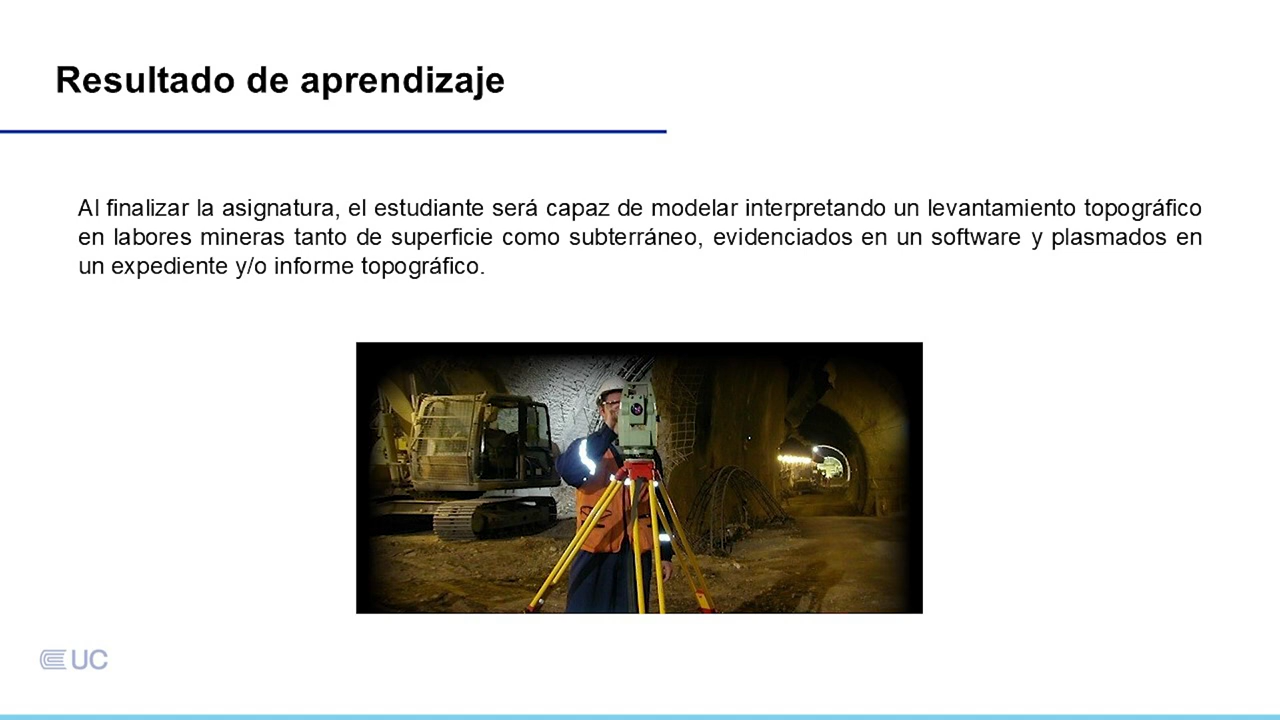 Resultado de aprendizaje
Al finalizar la asignatura, el estudiante será capaz de modelar interpretando un levantamiento topográfico
en labores mineras tanto de superficie como subterráneo, evidenciados en un software y plasmados en
un expediente y/o informe topográfico.
UC